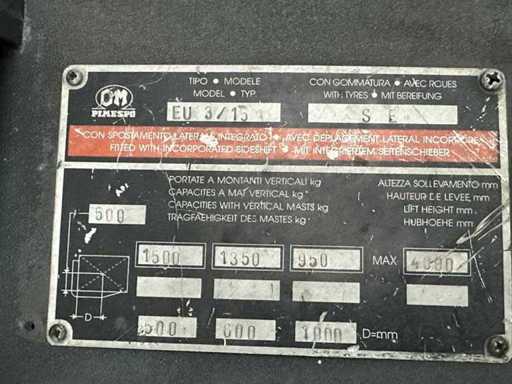 OM
PIMESPO
TIPO • MODELE
MODEL • TYP.
EU 3/15
CON GOMMATURA • AVEC ROUES
WITH TYRES • MIT BEREIFUNG
S E
CON SPOSTAMENTO LATERALE INTEGRATO • AVEC DEPLACEMENT LATERAL INCORPORE
FITTED WITH INCORPORATED SIDESHIFT • MIT INTEGRIERTEM SEITENSCHIEBER
PORTATE A MONTANTI VERTICALI kg
CAPACITES A MAT VERTICAL kg
CAPACITIES WITH VERTICAL MASTS kg
TRAGFAEHIGKEIT DES MASTES kg
ALTEZZA SOLLEVAMENTO mm
HAUTEUR DE LEVEE, mm
LIFT HEIGHT mm
HUBHOEHE mm
500
1500 1350 950 MAX 4000
D
500 600 1000 D=mm